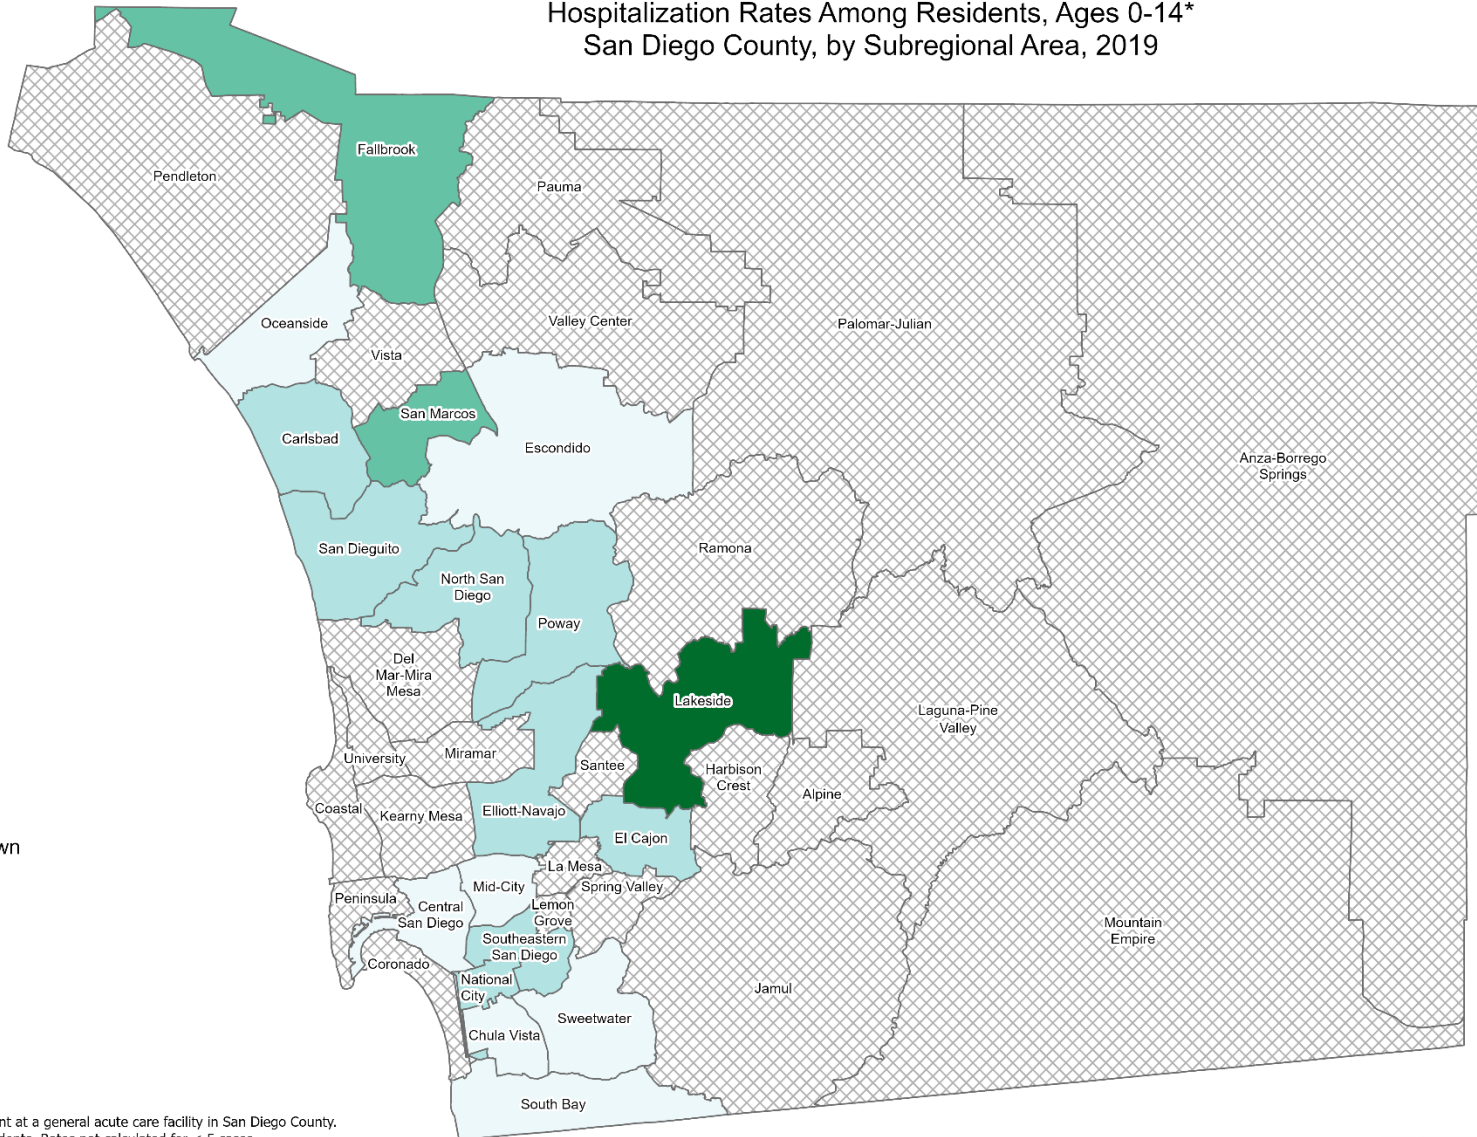 Hospitalization Rates Among Residents, Ages 0-14*
San Diego County, by Subregional Area, 2019
Fallbrook
Pendleton
Pauma
Oceanside
Valley Center
Palomar-Julian
Vista
San Marcos
Carlsbad
Escondido
Anza-Borrego
Springs
San Dieguito
Ramona
North San
Diego
Poway
Del
Mar-Mira
Mesa
Lakeside
Laguna-Pine
Valley
University
Miramar
Santee
Harbison
Crest
Alpine
Coastal
Kearny Mesa
Elliott-Navajo
El Cajon
wn
La Mesa
Mid-City
Spring Valley
Peninsula
Central
San Diego
Lemon
Grove
Mountain
Empire
Southeastern
San Diego
Coronado
National
City
Jamul
Sweetwater
Chula Vista
South Bay
nt at a general acute care facility in San Diego County.